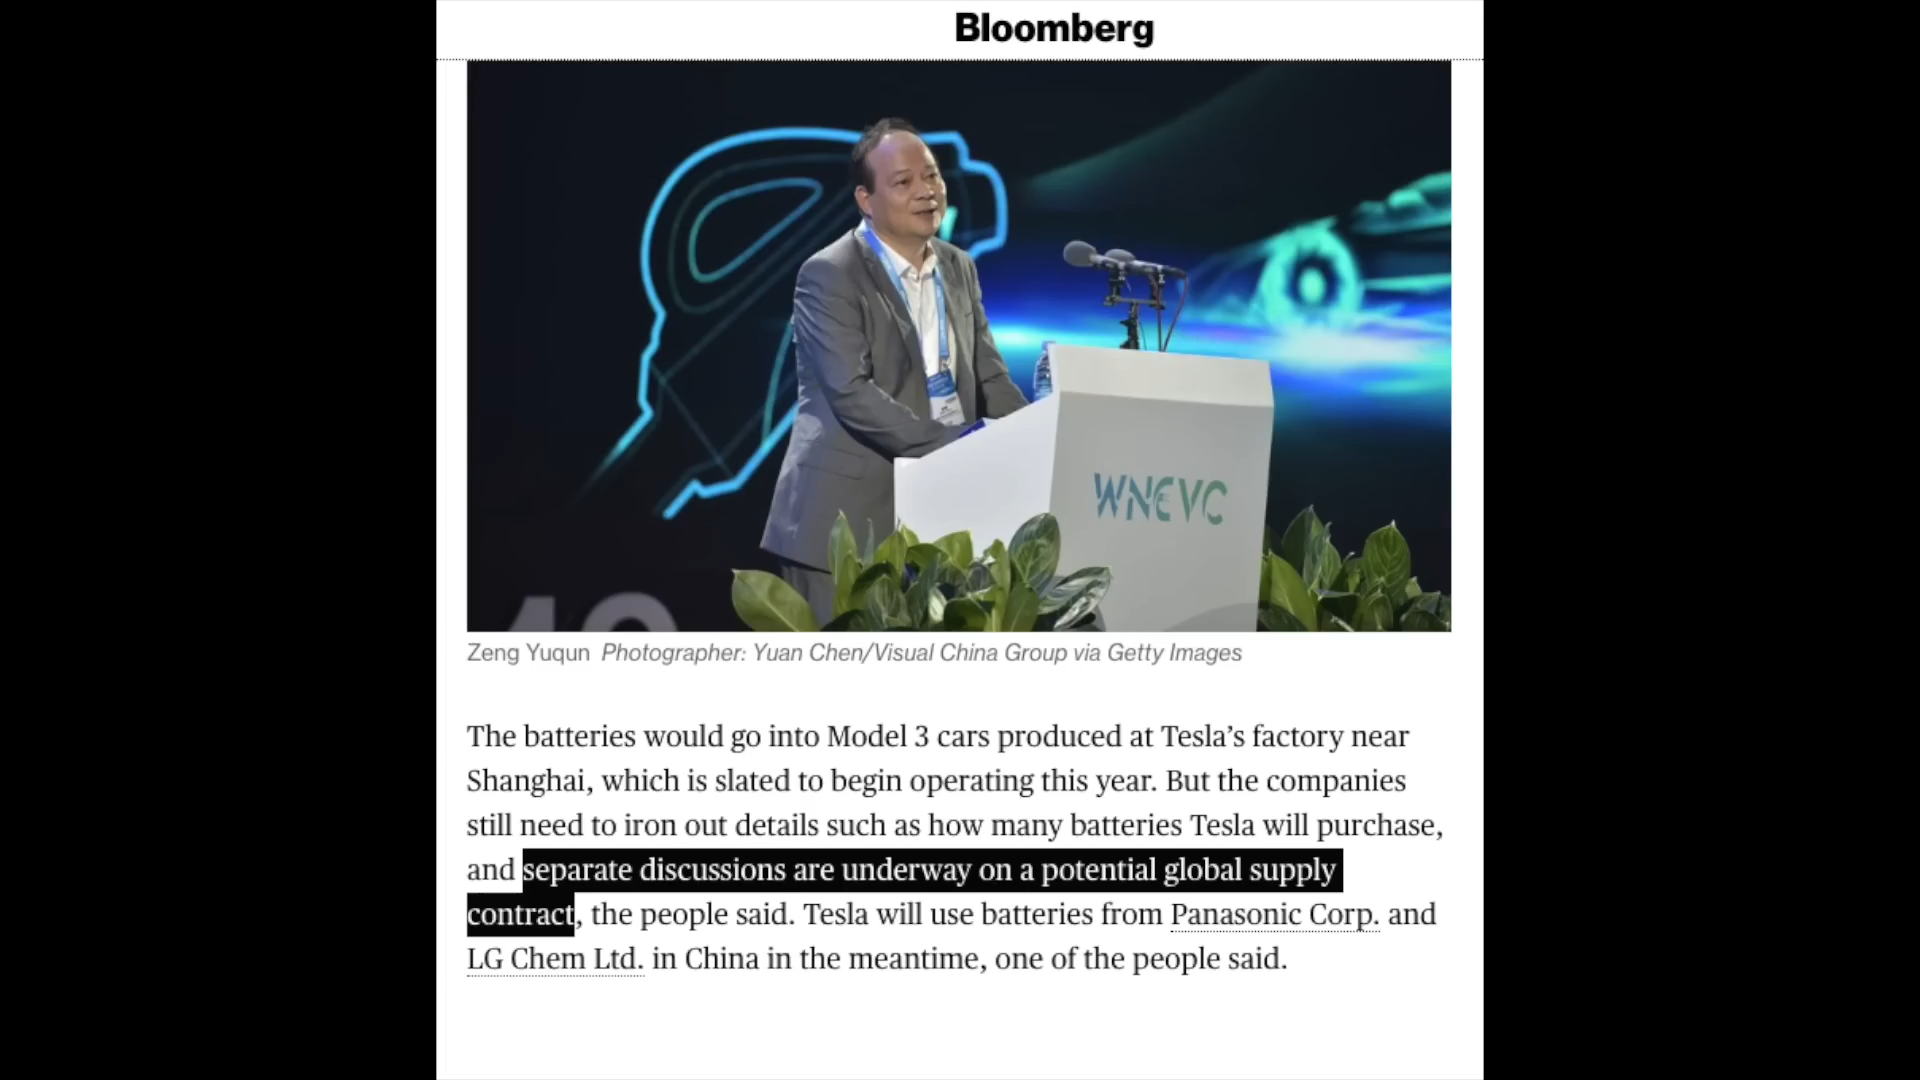 Bloomberg
WNEVC
Zeng Yuqun Photographer: Yuan Chen/Visual China Group via Getty Images
The batteries would go into Model 3 cars produced at Tesla’s factory near
Shanghai, which is slated to begin operating this year. But the companies
still need to iron out details such as how many batteries Tesla will purchase,
and separate discussions are underway on a potential global supply
contract, the people said. Tesla will use batteries from Panasonic Corp. and
LG Chem Ltd. in China in the meantime, one of the people said.